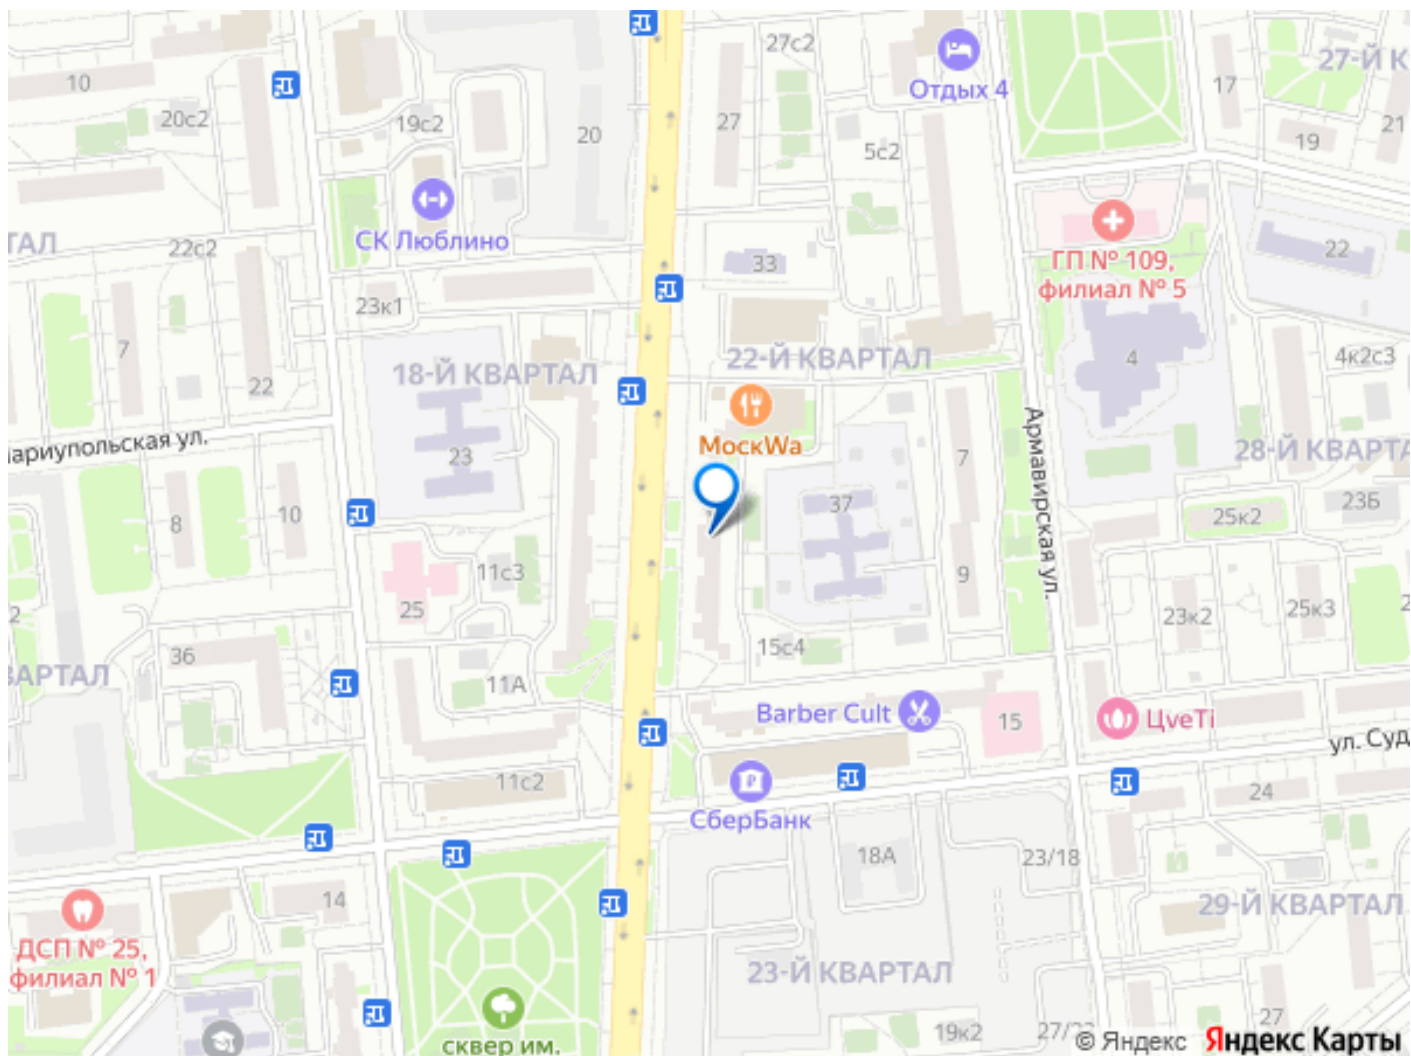 27с2
27-Й К
10
Отдых 4
17
20с2
19с2
20
27
5с2
19
21
СК Люблино
ТАЛ
22с2
33
ГП № 109,
филиал № 5
22
23к1
7
22
18-Й КВАРТАЛ
22-Й КВАРТАЛ
4
4к2с3
МоскWa
ариупольская ул.
23
7
Армавирская ул.
28-Й КВАРТА
8
10
37
25к2
23Б
11с3
25
9
2
23к2
25к3
2
36
15с4
ВАРТАЛ
11А
Barber Cult
15
ЦveTi
ул. Суд
11с2
24
СберБанк
18А
23/18
14
29-Й КВАРТАЛ
ДСП № 25,
филиал № 1
23-Й КВАРТАЛ
19к2
27
сквер им.
© Яндекс Яндекс Карты